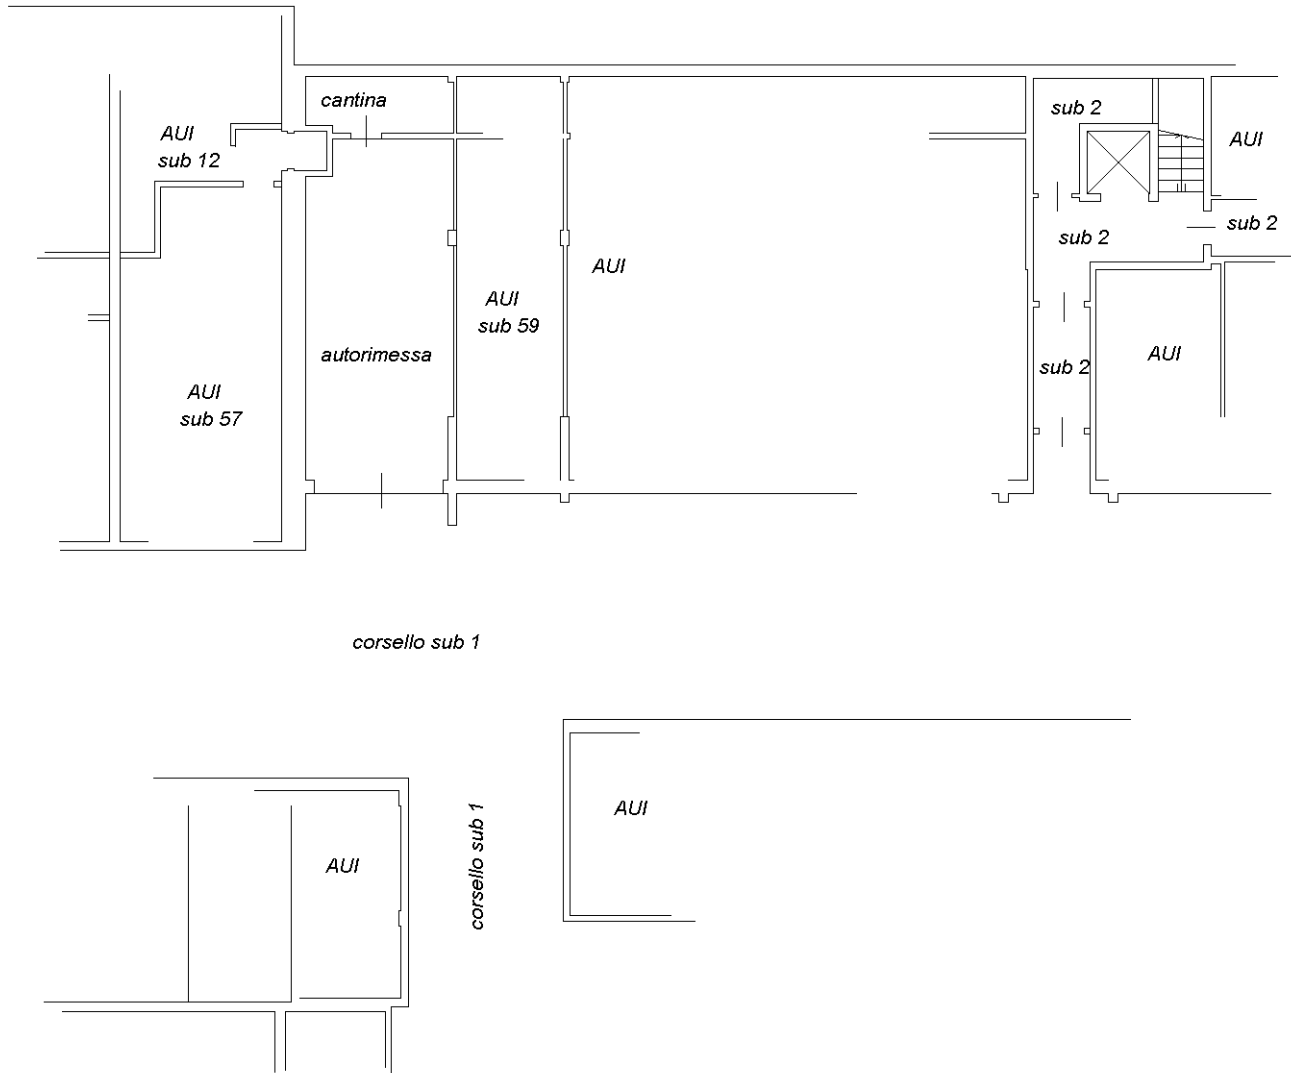 cantina
sub 2
AUI
sub 12
AUI
sub 2
sub 2
AUI
AUI
sub 59
autorimessa
AUI
sub 2
AUI
sub 57
corsello sub 1
AUI
corsello sub 1
AUI